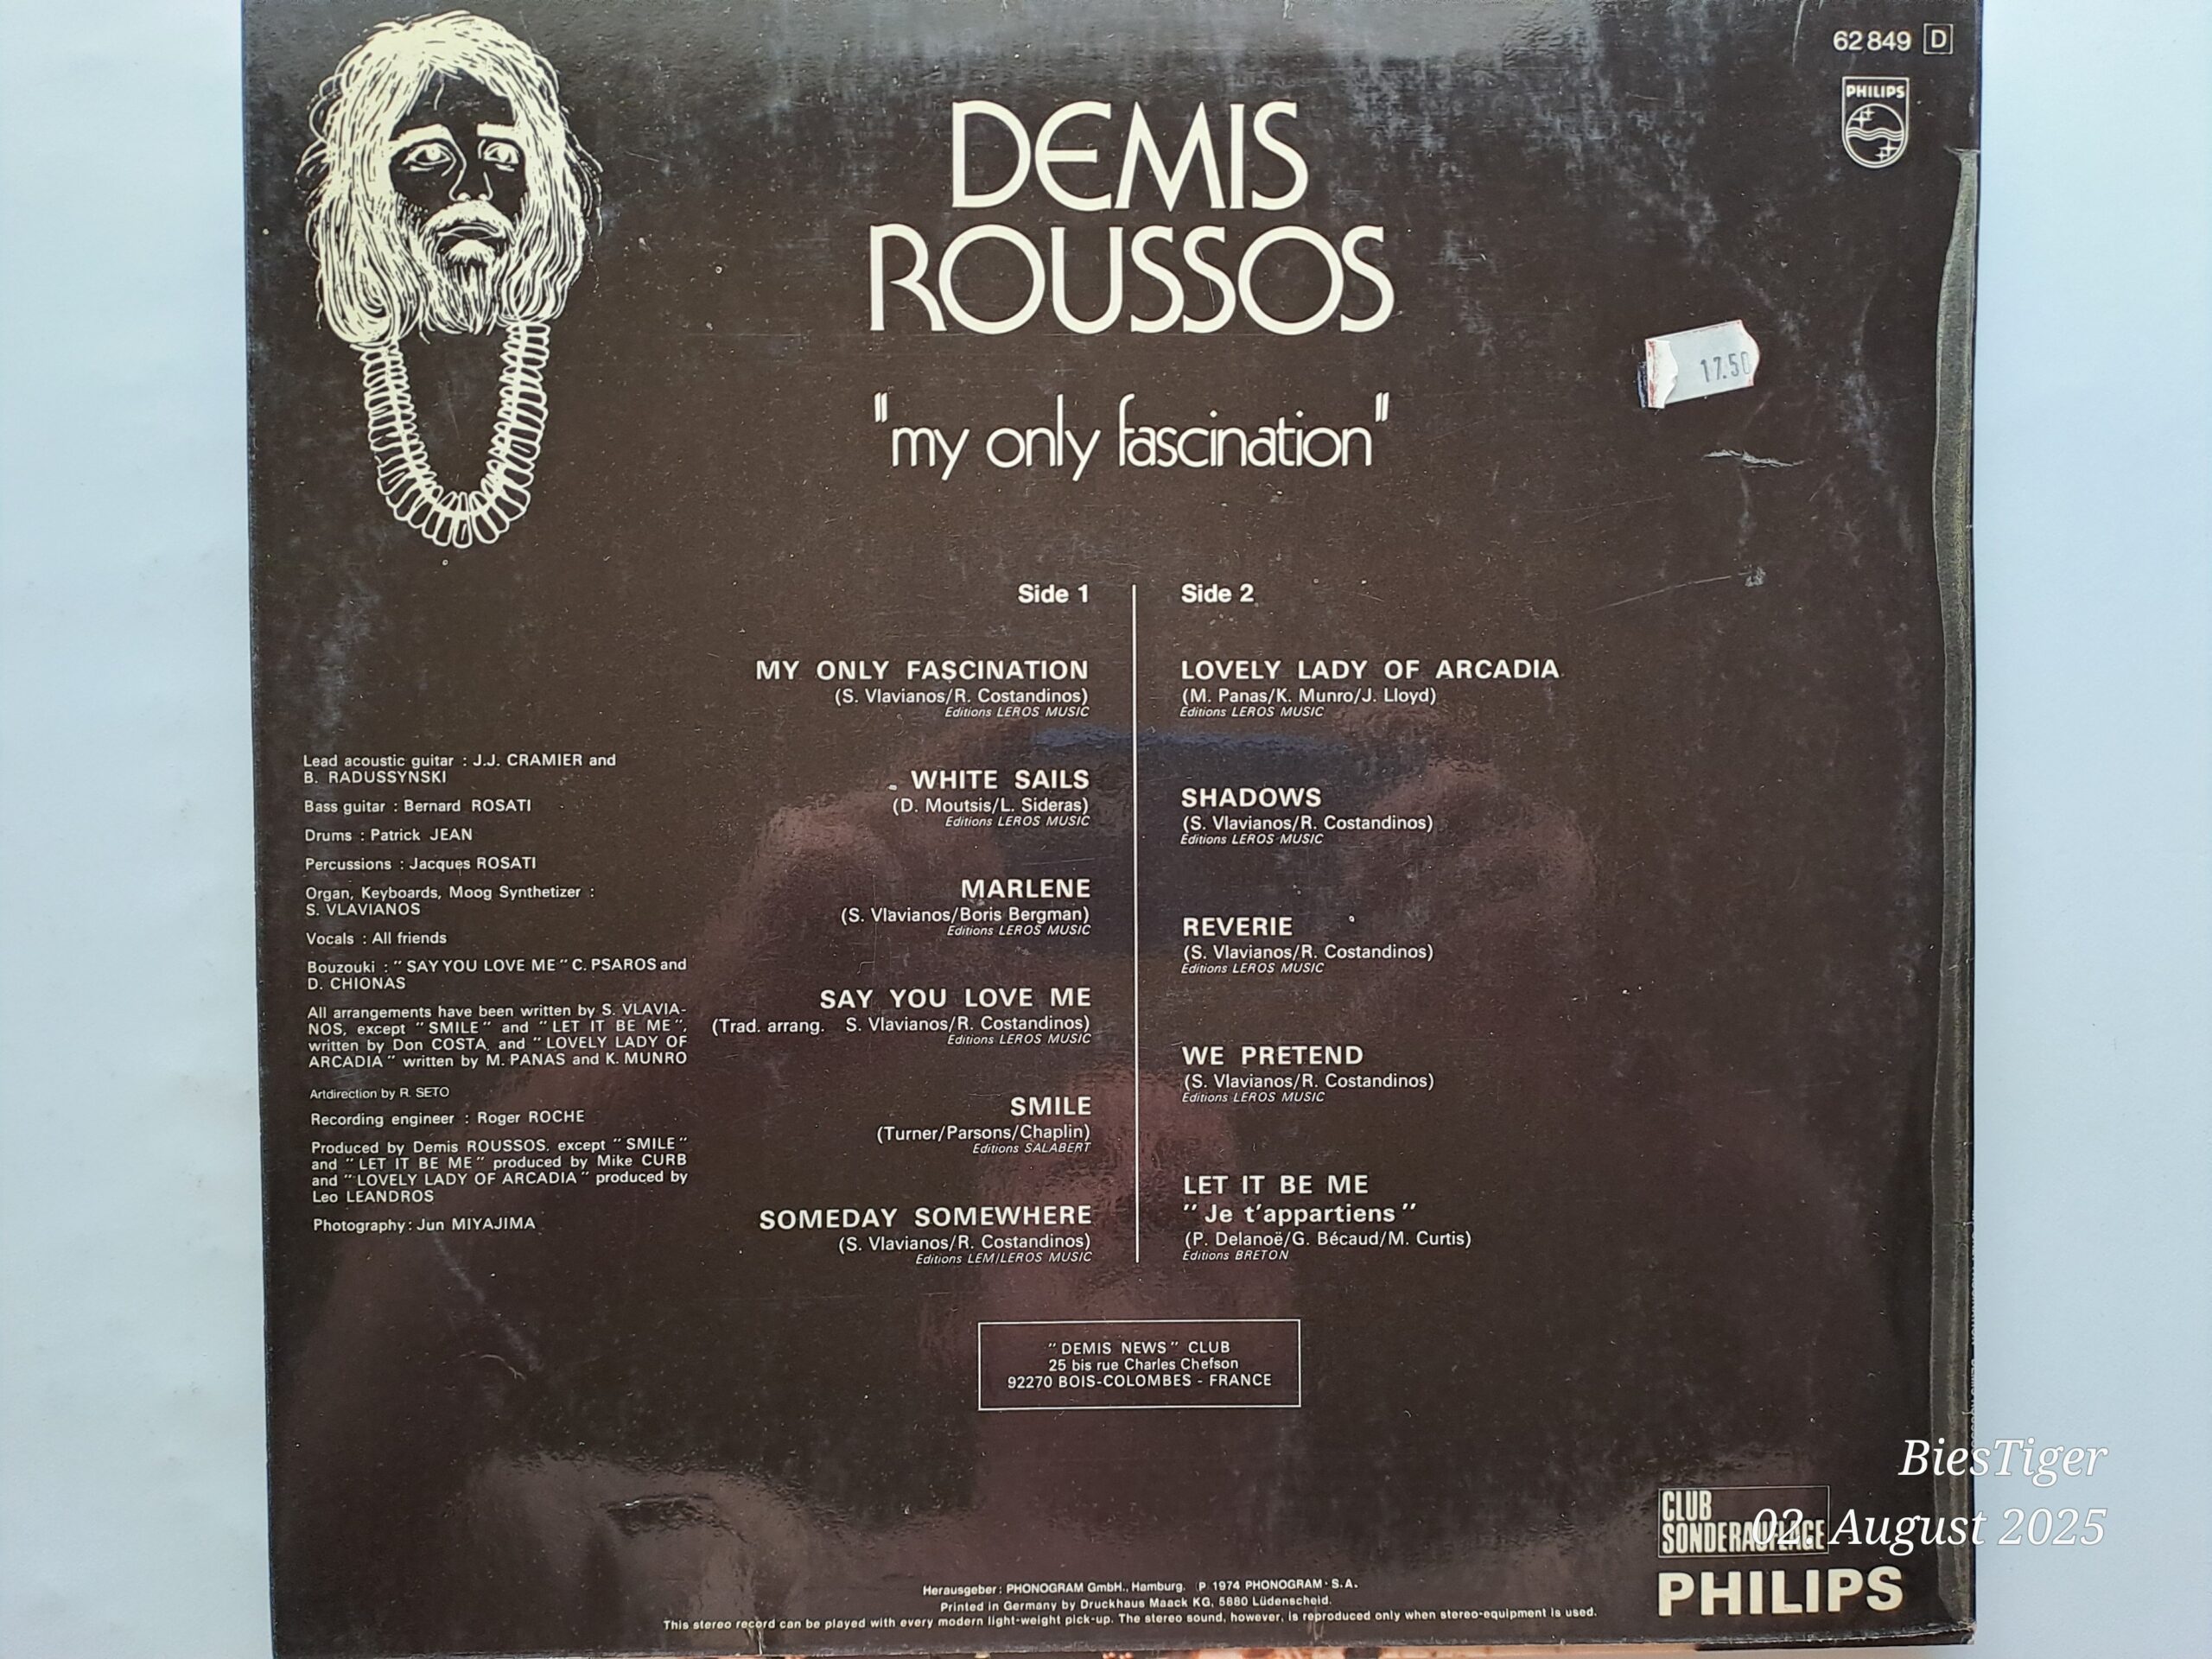 62 849 D
PHILIPS
DEMIS
ROUSSOS
"my only fascination"
17.50
Side 1
MY ONLY FASCINATION
(S. Vlavianos/R. Costandinos)
Editions LEROS MUSIC
WHITE SAILS
(D. Moutsis/L. Sideras)
Editions LEROS MUSIC
MARLENE
(S. Vlavianos/Boris Bergman)
Editions LEROS MUSIC
SAY YOU LOVE ME
(Trad. arrang. S. Vlavianos/R. Costandinos)
Editions LEROS MUSIC
SMILE
(Turner/Parsons/Chaplin)
Editions SALABERT
SOMEDAY SOMEWHERE
(S. Vlavianos/R. Costandinos)
Editions LEM/LEROS MUSIC
Side 2
LOVELY LADY OF ARCADIA
(M. Panas/K. Munro/J. Lloyd)
Editions LEROS MUSIC
SHADOWS
(S. Vlavianos/R. Costandinos)
Editions LEROS MUSIC
REVERIE
(S. Vlavianos/R. Costandinos)
Editions LEROS MUSIC
WE PRETEND
(S. Vlavianos/R. Costandinos)
Editions LEROS MUSIC
LET IT BE ME
"Je t'appartiens"
(P. Delanoë/G. Bécaud/M. Curtis)
Editions BRETON
Lead acoustic guitar : J.J. CRAMIER and
B. RADUSSYNSKI
Bass guitar : Bernard ROSATI
Drums : Patrick JEAN
Percussions : Jacques ROSATI
Organ, Keyboards, Moog Synthetizer :
S. VLAVIANOS
Vocals : All friends
Bouzouki : "SAY YOU LOVE ME" C. PSAROS and
D. CHIONAS
All arrangements have been written by S. VLAVIA-
NOS, except "SMILE" and "LET IT BE ME",
written by Don COSTA, and "LOVELY LADY OF
ARCADIA" written by M. PANAS and K. MUNRO
Artdirection by R. SETO
Recording engineer : Roger ROCHE
Produced by Demis ROUSSOS, except "SMILE"
and "LET IT BE ME" produced by Mike CURB
and "LOVELY LADY OF ARCADIA" produced by
Leo LEANDROS
Photography : Jun MIYAJIMA
"DEMIS NEWS" CLUB
25 bis rue Charles Chefson
92270 BOIS-COLOMBES - FRANCE
BiesTiger
02. August 2025
CLUB
SONDERAUFLAGE
PHILIPS
Herausgeber: PHONOGRAM GmbH., Hamburg. P 1974 PHONOGRAM · S.A.
Printed in Germany by Druckhaus Maack KG, 5880 Lüdenscheid.
This stereo record can be played with every modern light-weight pick-up. The stereo sound, however, is reproduced only when stereo-equipment is used.